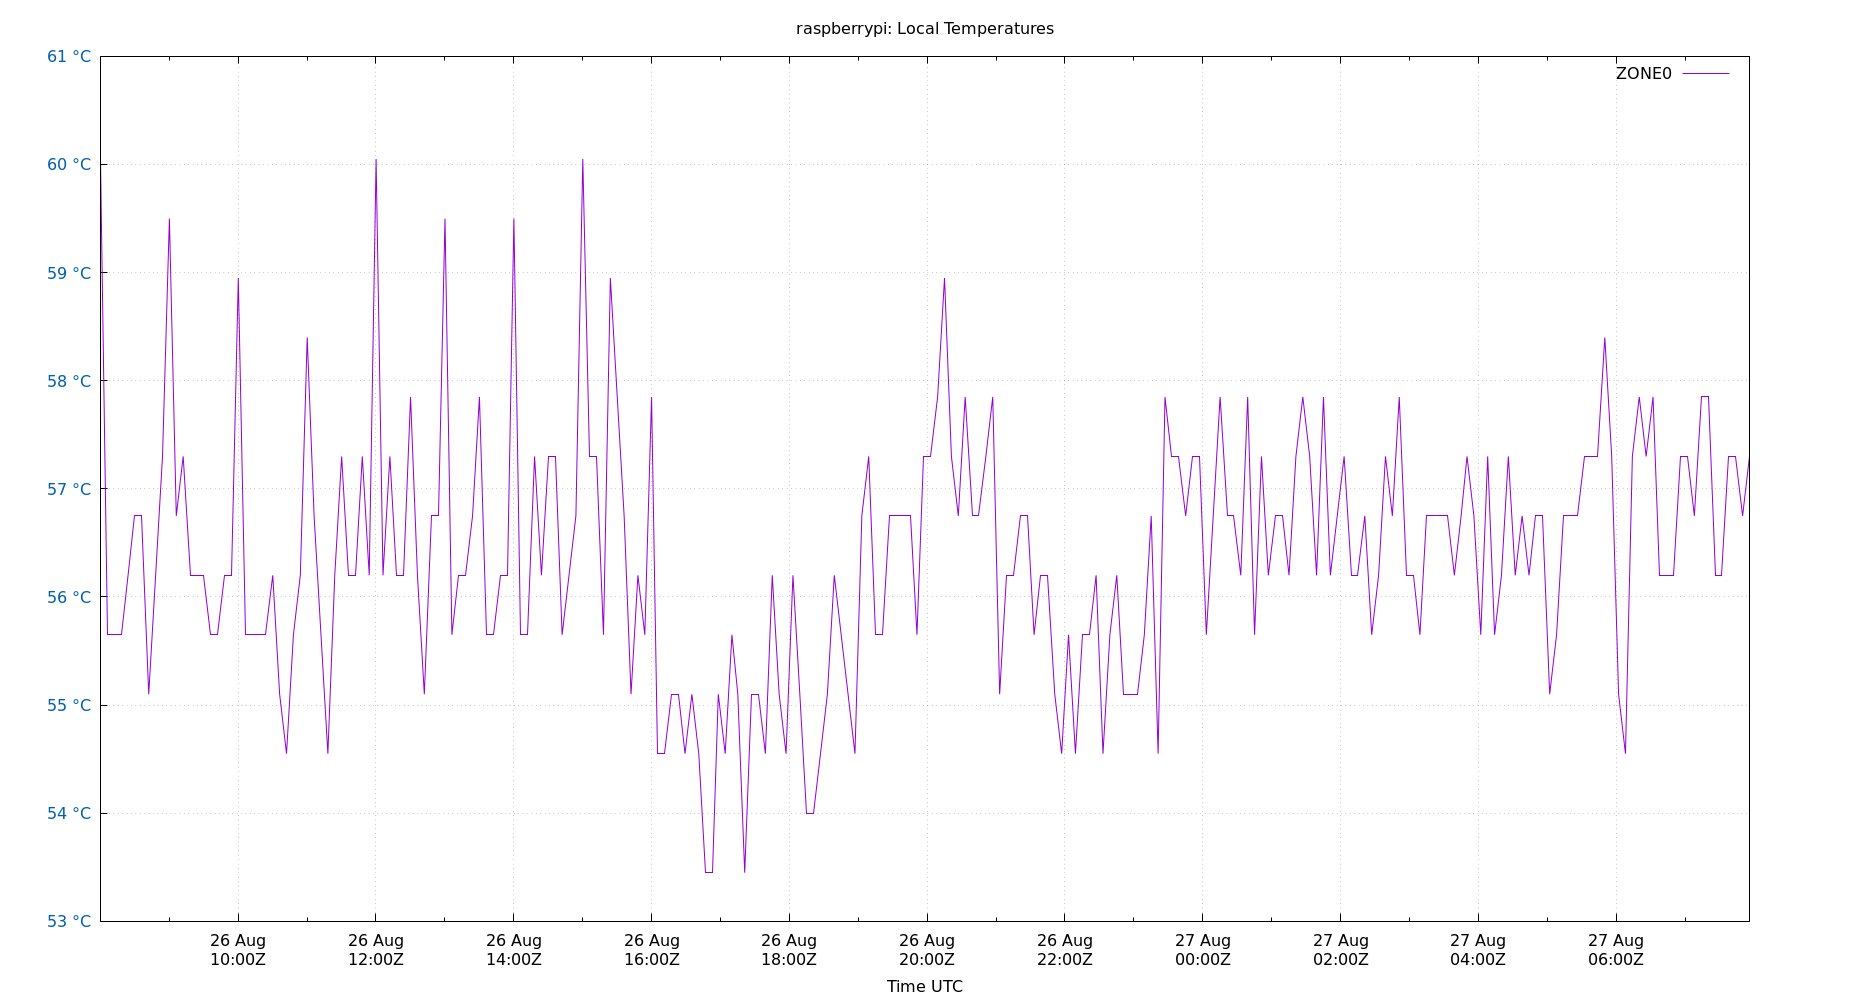 raspberrypi: Local Temperatures
61 °C
ZONE0
60 °C
59 °C
58 °C
57 °C
56 °C
55 °C
54 °C
53 °C
26 Aug 26 Aug 26 Aug 26 Aug 26 Aug 26 Aug 26 Aug 27 Aug 27 Aug 27 Aug 27 Aug
10:00Z 12:00Z 14:00Z 16:00Z 18:00Z 20:00Z 22:00Z 00:00Z 02:00Z 04:00Z 06:00Z
Time UTC